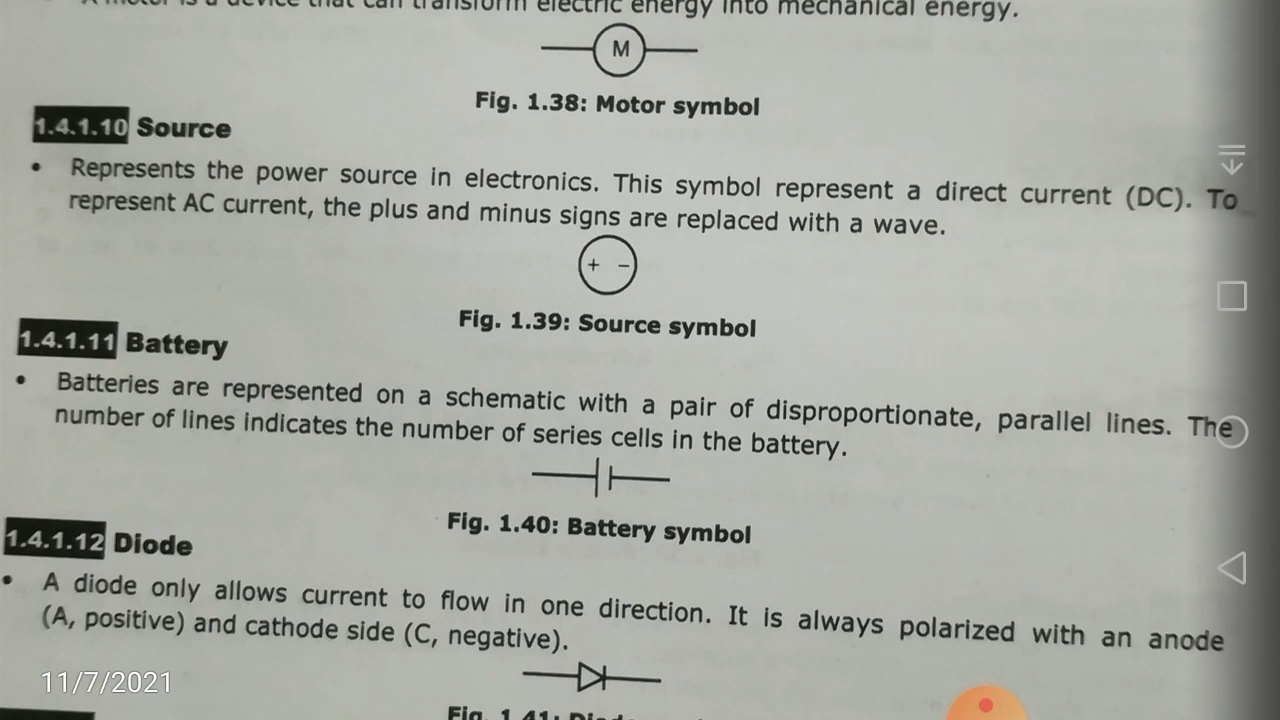 A motor is a device that can transform electric energy into mechanical energy.
M
Fig. 1.38: Motor symbol
1.4.1.10 Source
• Represents the power source in electronics. This symbol represent a direct current (DC). To
represent AC current, the plus and minus signs are replaced with a wave.
+ −
Fig. 1.39: Source symbol
1.4.1.11 Battery
• Batteries are represented on a schematic with a pair of disproportionate, parallel lines. The
number of lines indicates the number of series cells in the battery.
Fig. 1.40: Battery symbol
1.4.1.12 Diode
• A diode only allows current to flow in one direction. It is always polarized with an anode
(A, positive) and cathode side (C, negative).
11/7/2021
Fig. 1.41: Diode